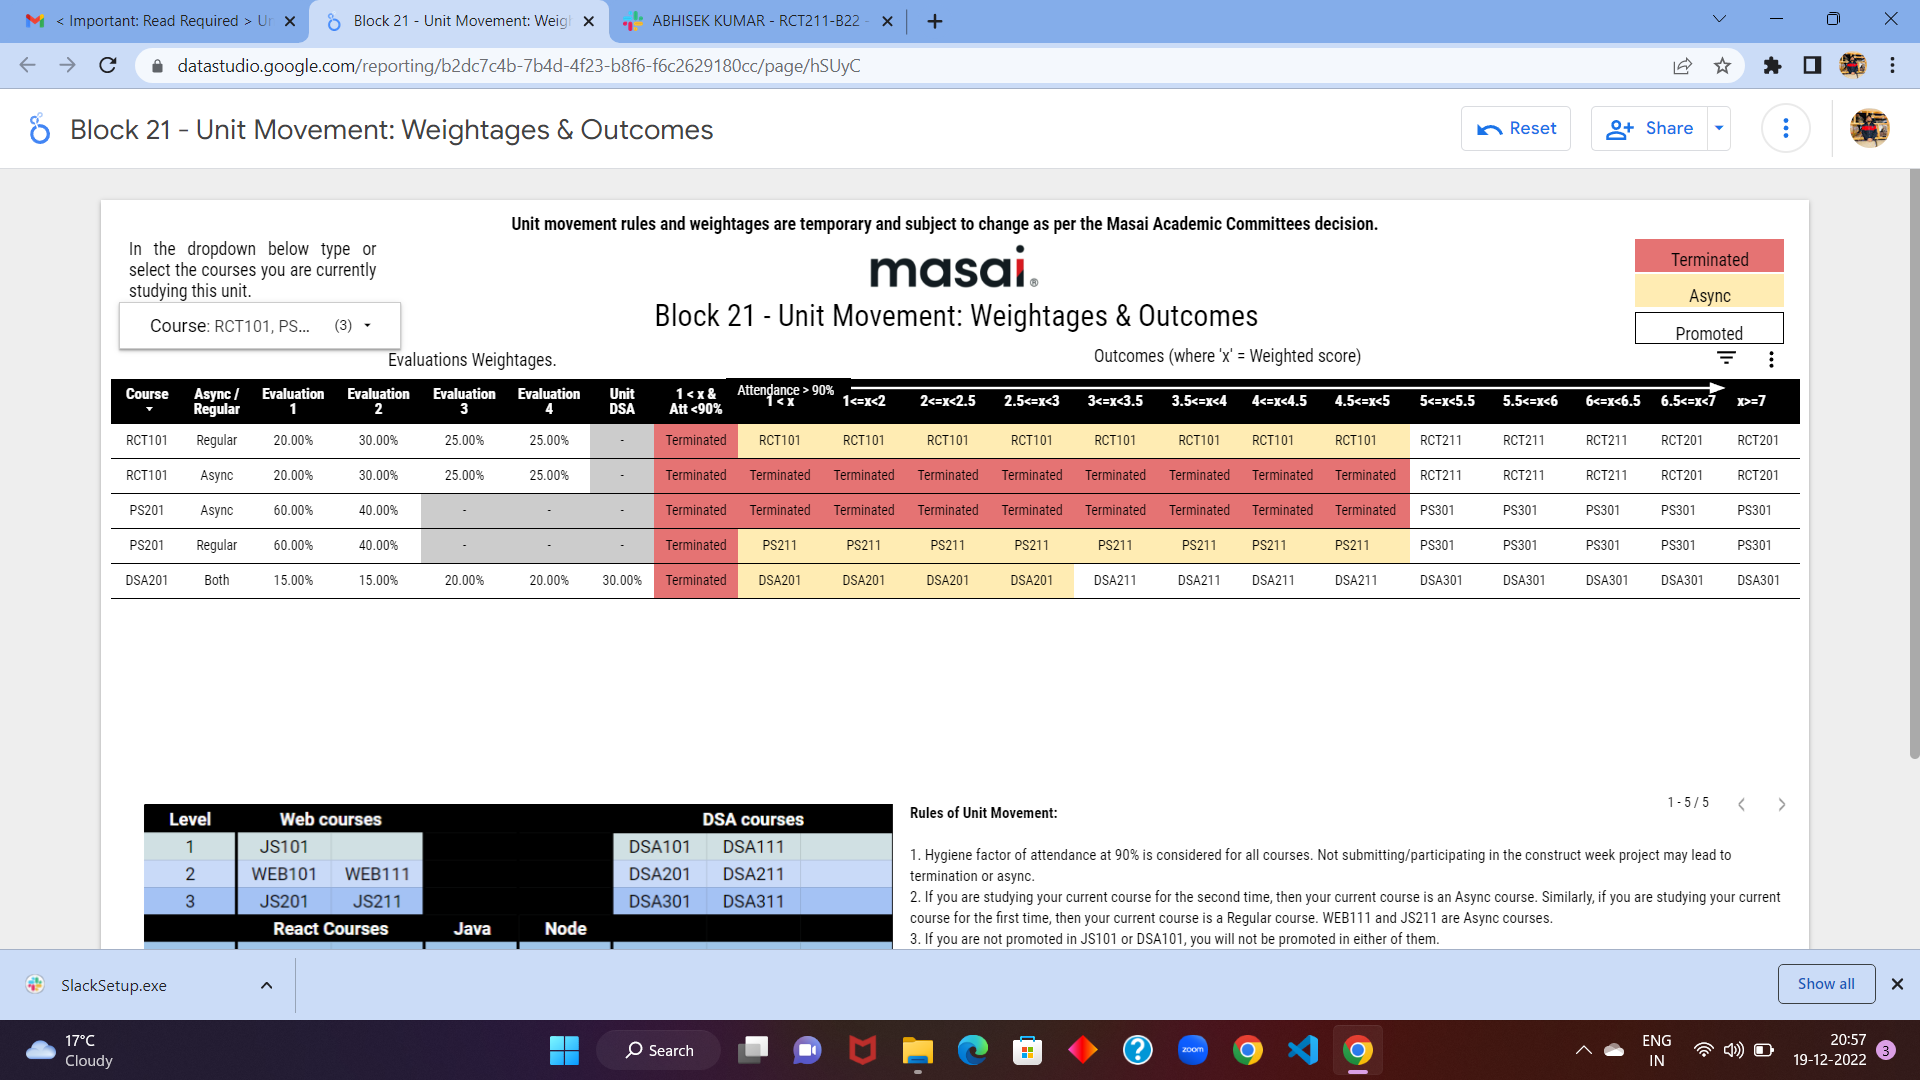 < Important: Read Required > Un
Block 21 - Unit Movement: Weigh
ABHISEK KUMAR - RCT211-B22 -
datastudio.google.com/reporting/b2dc7c4b-7b4d-4f23-b8f6-f6c2629180cc/page/hSUyC
Block 21 - Unit Movement: Weightages & Outcomes
Reset
Share
Unit movement rules and weightages are temporary and subject to change as per the Masai Academic Committees decision.
In the dropdown below type or
select the courses you are currently
studying this unit.
Course: RCT101, PS... (3)
masai®
Block 21 - Unit Movement: Weightages & Outcomes
Terminated
Async
Promoted
Evaluations Weightages.
Outcomes (where 'x' = Weighted score)
Course Async / Regular Evaluation 1 Evaluation 2 Evaluation 3 Evaluation 4 Unit DSA 1 < x & Att <90% Attendance > 90% 1 < x 1<=x<2 2<=x<2.5 2.5<=x<3 3<=x<3.5 3.5<=x<4 4<=x<4.5 4.5<=x<5 5<=x<5.5 5.5<=x<6 6<=x<6.5 6.5<=x<7 x>=7
RCT101 Regular 20.00% 30.00% 25.00% 25.00% - Terminated RCT101 RCT101 RCT101 RCT101 RCT101 RCT101 RCT101 RCT101 RCT211 RCT211 RCT211 RCT201 RCT201
RCT101 Async 20.00% 30.00% 25.00% 25.00% - Terminated Terminated Terminated Terminated Terminated Terminated Terminated Terminated Terminated RCT211 RCT211 RCT211 RCT201 RCT201
PS201 Async 60.00% 40.00% - - - Terminated Terminated Terminated Terminated Terminated Terminated Terminated Terminated Terminated PS301 PS301 PS301 PS301 PS301
PS201 Regular 60.00% 40.00% - - - Terminated PS211 PS211 PS211 PS211 PS211 PS211 PS211 PS211 PS301 PS301 PS301 PS301 PS301
DSA201 Both 15.00% 15.00% 20.00% 20.00% 30.00% Terminated DSA201 DSA201 DSA201 DSA201 DSA211 DSA211 DSA211 DSA211 DSA301 DSA301 DSA301 DSA301 DSA301
1 - 5 / 5
Level Web courses DSA courses
1 JS101 DSA101 DSA111
2 WEB101 WEB111 DSA201 DSA211
3 JS201 JS211 DSA301 DSA311
React Courses Java Node
Rules of Unit Movement:
1. Hygiene factor of attendance at 90% is considered for all courses. Not submitting/participating in the construct week project may lead to
termination or async.
2. If you are studying your current course for the second time, then your current course is an Async course. Similarly, if you are studying your current
course for the first time, then your current course is a Regular course. WEB111 and JS211 are Async courses.
3. If you are not promoted in JS101 or DSA101, you will not be promoted in either of them.
SlackSetup.exe
Show all
17°C
Cloudy
Search
zoom
ENG
IN
20:57
19-12-2022
3